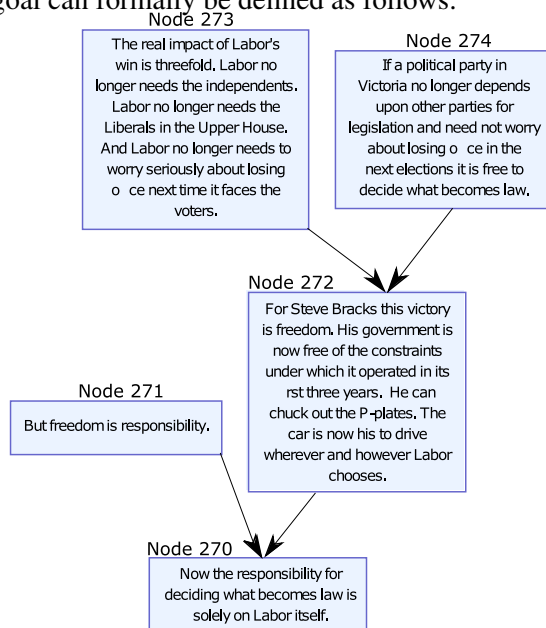 goal can formally be defined as follows:
Node 273
The real impact of Labor's
win is threefold. Labor no
longer needs the independents.
Labor no longer needs the
Liberals in the Upper House.
And Labor no longer needs to
worry seriously about losing
o ce next time it faces the
voters.
Node 274
If a political party in
Victoria no longer depends
upon other parties for
legislation and need not worry
about losing o ce in the
next elections it is free to
decide what becomes law.
Node 272
For Steve Bracks this victory
is freedom. His government is
now free of the constraints
under which it operated in its
rst three years. He can
chuck out the P-plates. The
car is now his to drive
wherever and however Labor
chooses.
Node 271
But freedom is responsibility.
Node 270
Now the responsibility for
deciding what becomes law is
solely on Labor itself.